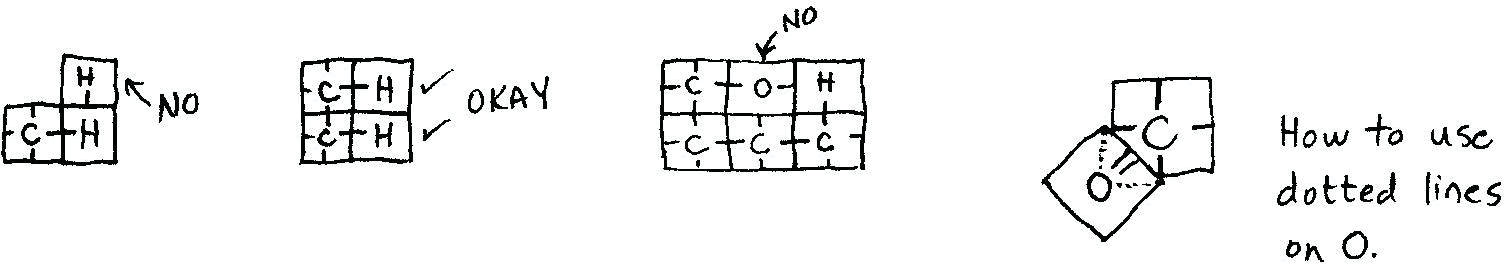 H
C H
NO
C H
C H
OKAY
NO
C O H
C C C
C
O
How to use
dotted lines
on O.